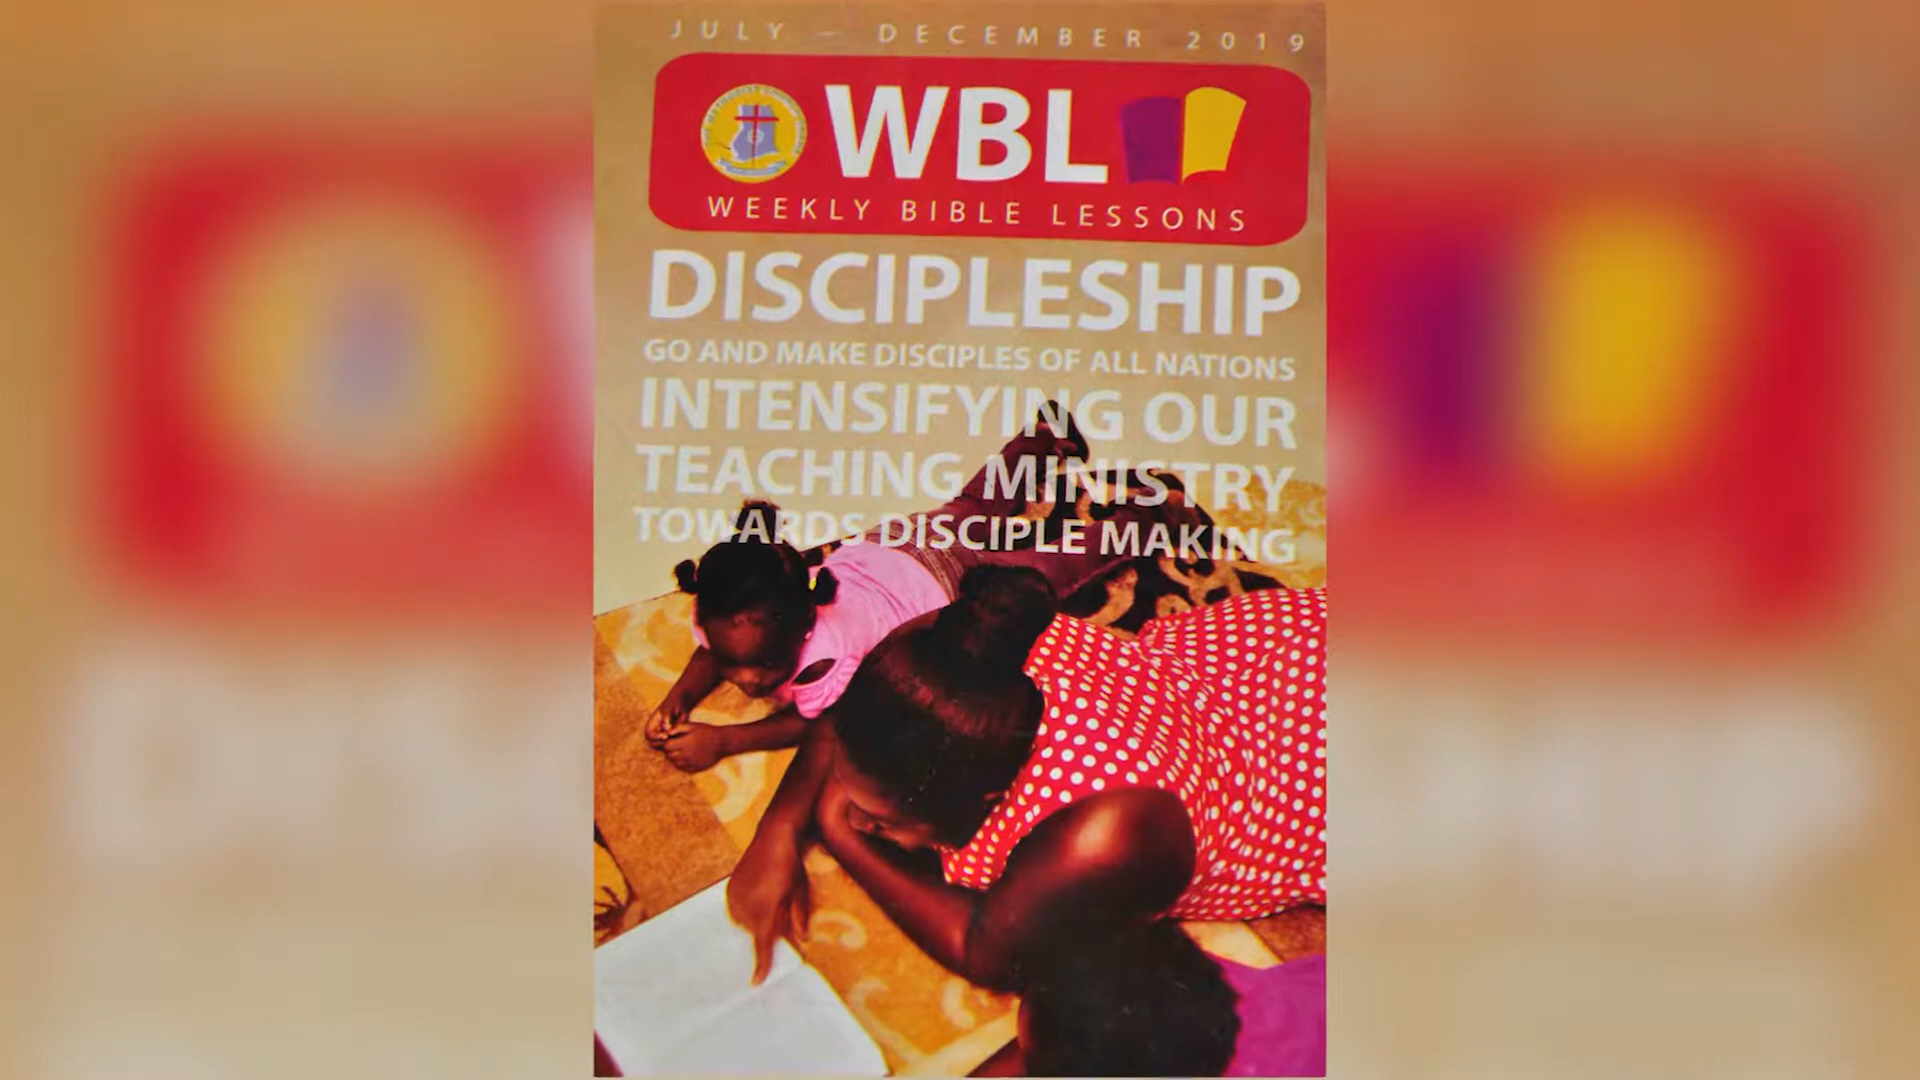 JULY – DECEMBER 2019
WBL
WEEKLY BIBLE LESSONS
DISCIPLESHIP
GO AND MAKE DISCIPLES OF ALL NATIONS
INTENSIFYING OUR
TEACHING MINISTRY
TOWARDS DISCIPLE MAKING